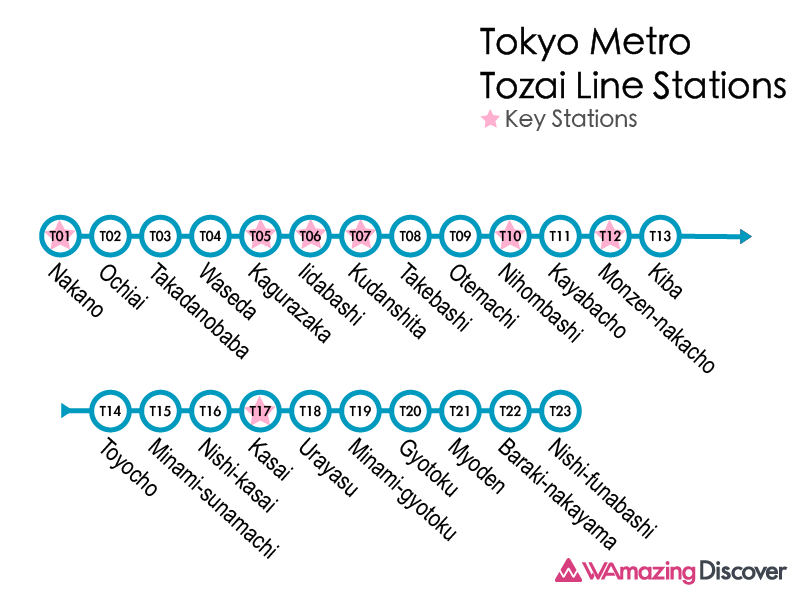 Tokyo Metro
Tozai Line Stations
Key Stations
T01 T02 T03 T04 T05 T06 T07 T08 T09 T10 T11 T12 T13
Nakano
Ochiai
Takadanobaba
Waseda
Kagurazaka
Iidabashi
Kudanshita
Takebashi
Otemachi
Nihombashi
Kayabacho
Monzen-nakacho
Kiba
T14 T15 T16 T17 T18 T19 T20 T21 T22 T23
Toyocho
Minami-sunamachi
Nishi-kasai
Kasai
Urayasu
Minami-gyotoku
Gyotoku
Myoden
Baraki-nakayama
Nishi-funabashi
WAmazing Discover